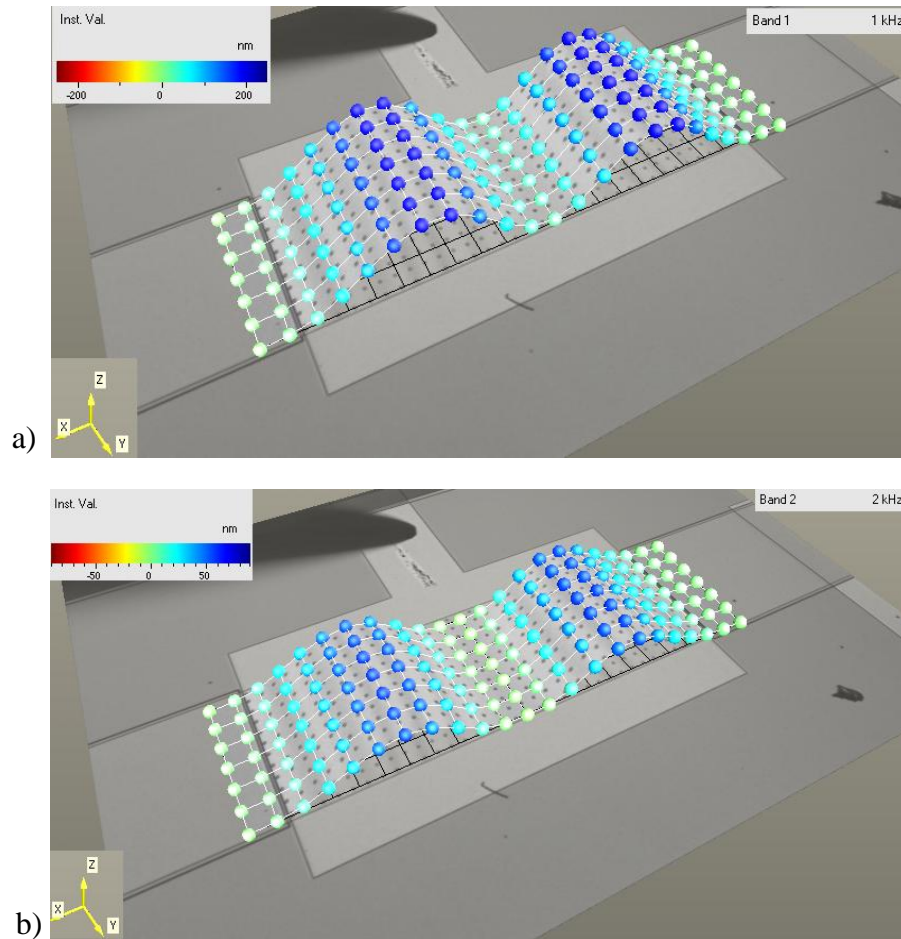 Inst. Val.
nm
-200 0 200
Band 1 1 kHz
Z
X
Y
a)
Inst. Val.
nm
-50 0 50
Band 2 2 kHz
Z
X
Y
b)